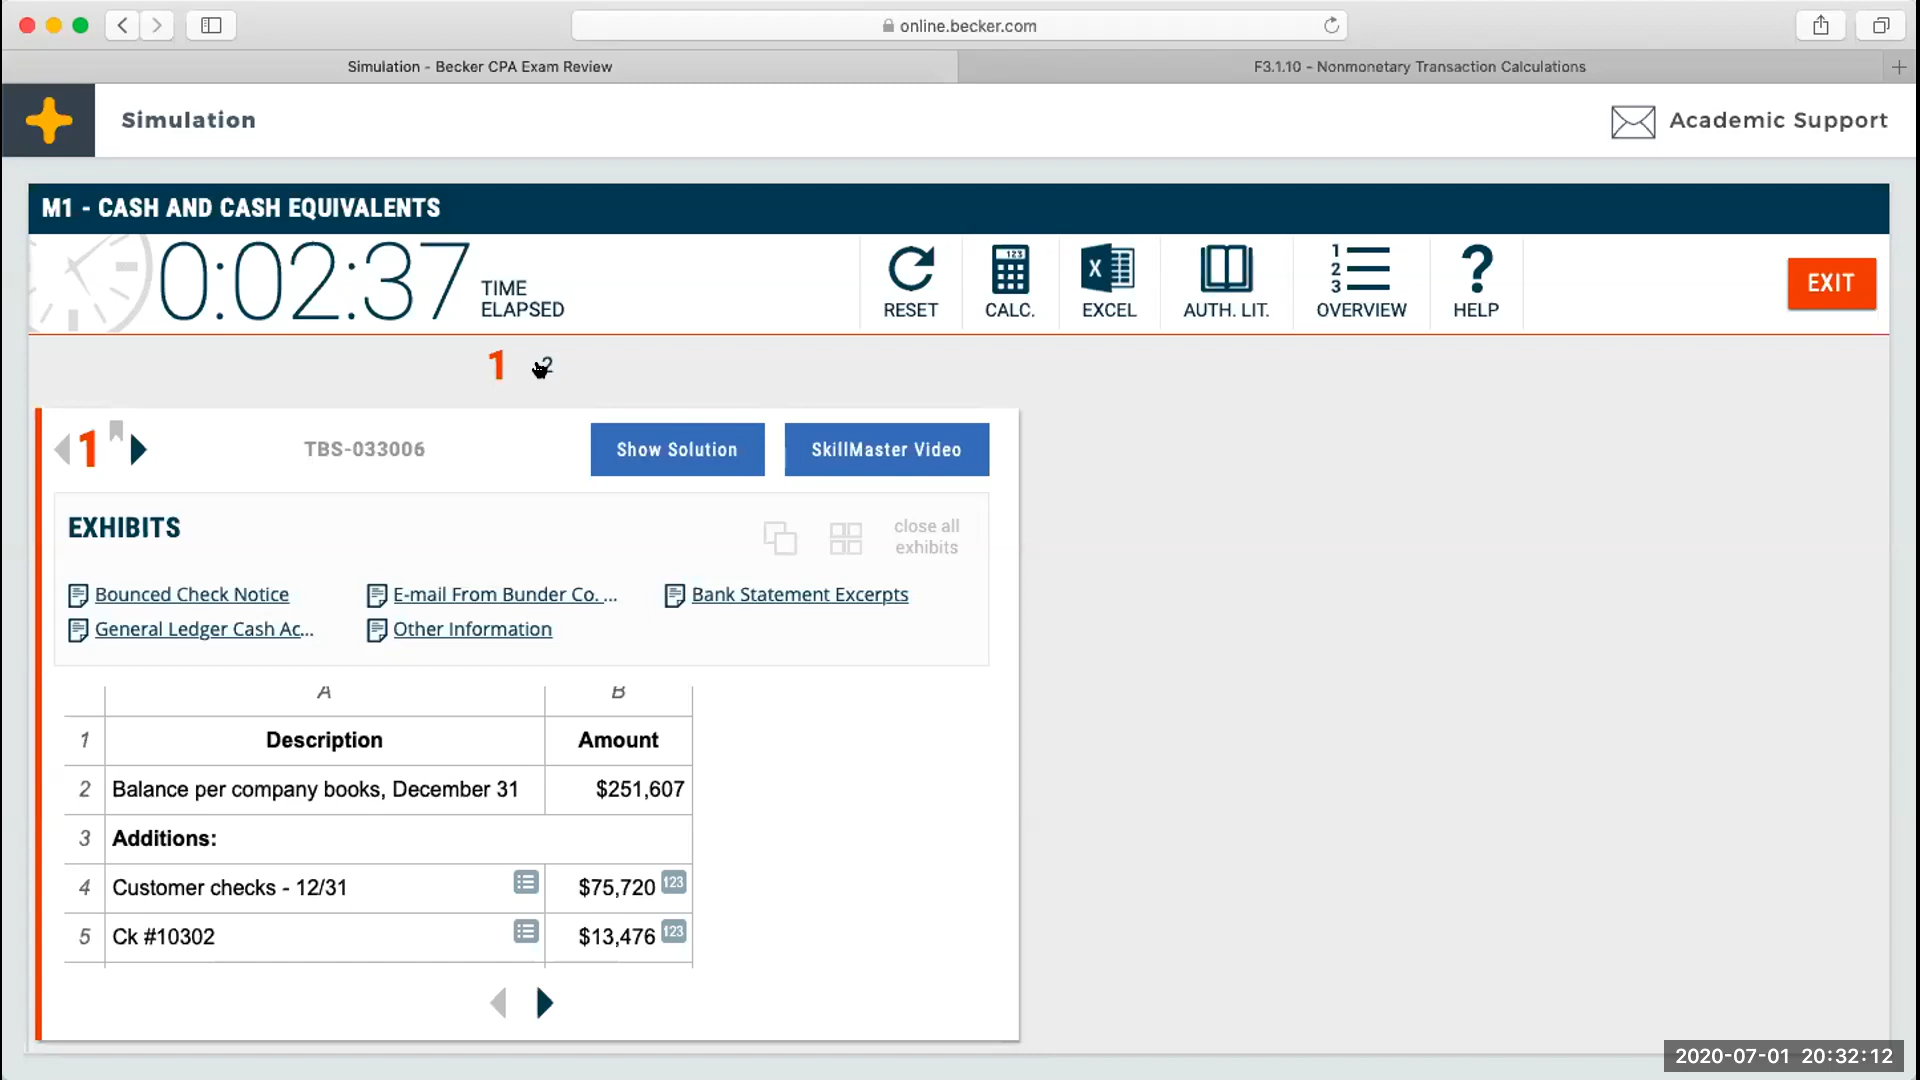 online.becker.com
Simulation - Becker CPA Exam Review
F3.1.10 - Nonmonetary Transaction Calculations
Simulation
Academic Support
M1 - CASH AND CASH EQUIVALENTS
0:02:37
TIME
ELAPSED
RESET
CALC.
EXCEL
AUTH. LIT.
OVERVIEW
HELP
EXIT
1 2
1
TBS-033006
Show Solution
SkillMaster Video
EXHIBITS
close all
exhibits
Bounced Check Notice
E-mail From Bunder Co. ...
Bank Statement Excerpts
General Ledger Cash Ac...
Other Information
A B
1 Description Amount
2 Balance per company books, December 31 $251,607
3 Additions:
4 Customer checks - 12/31 $75,720 123
5 Ck #10302 $13,476 123
2020-07-01 20:32:12